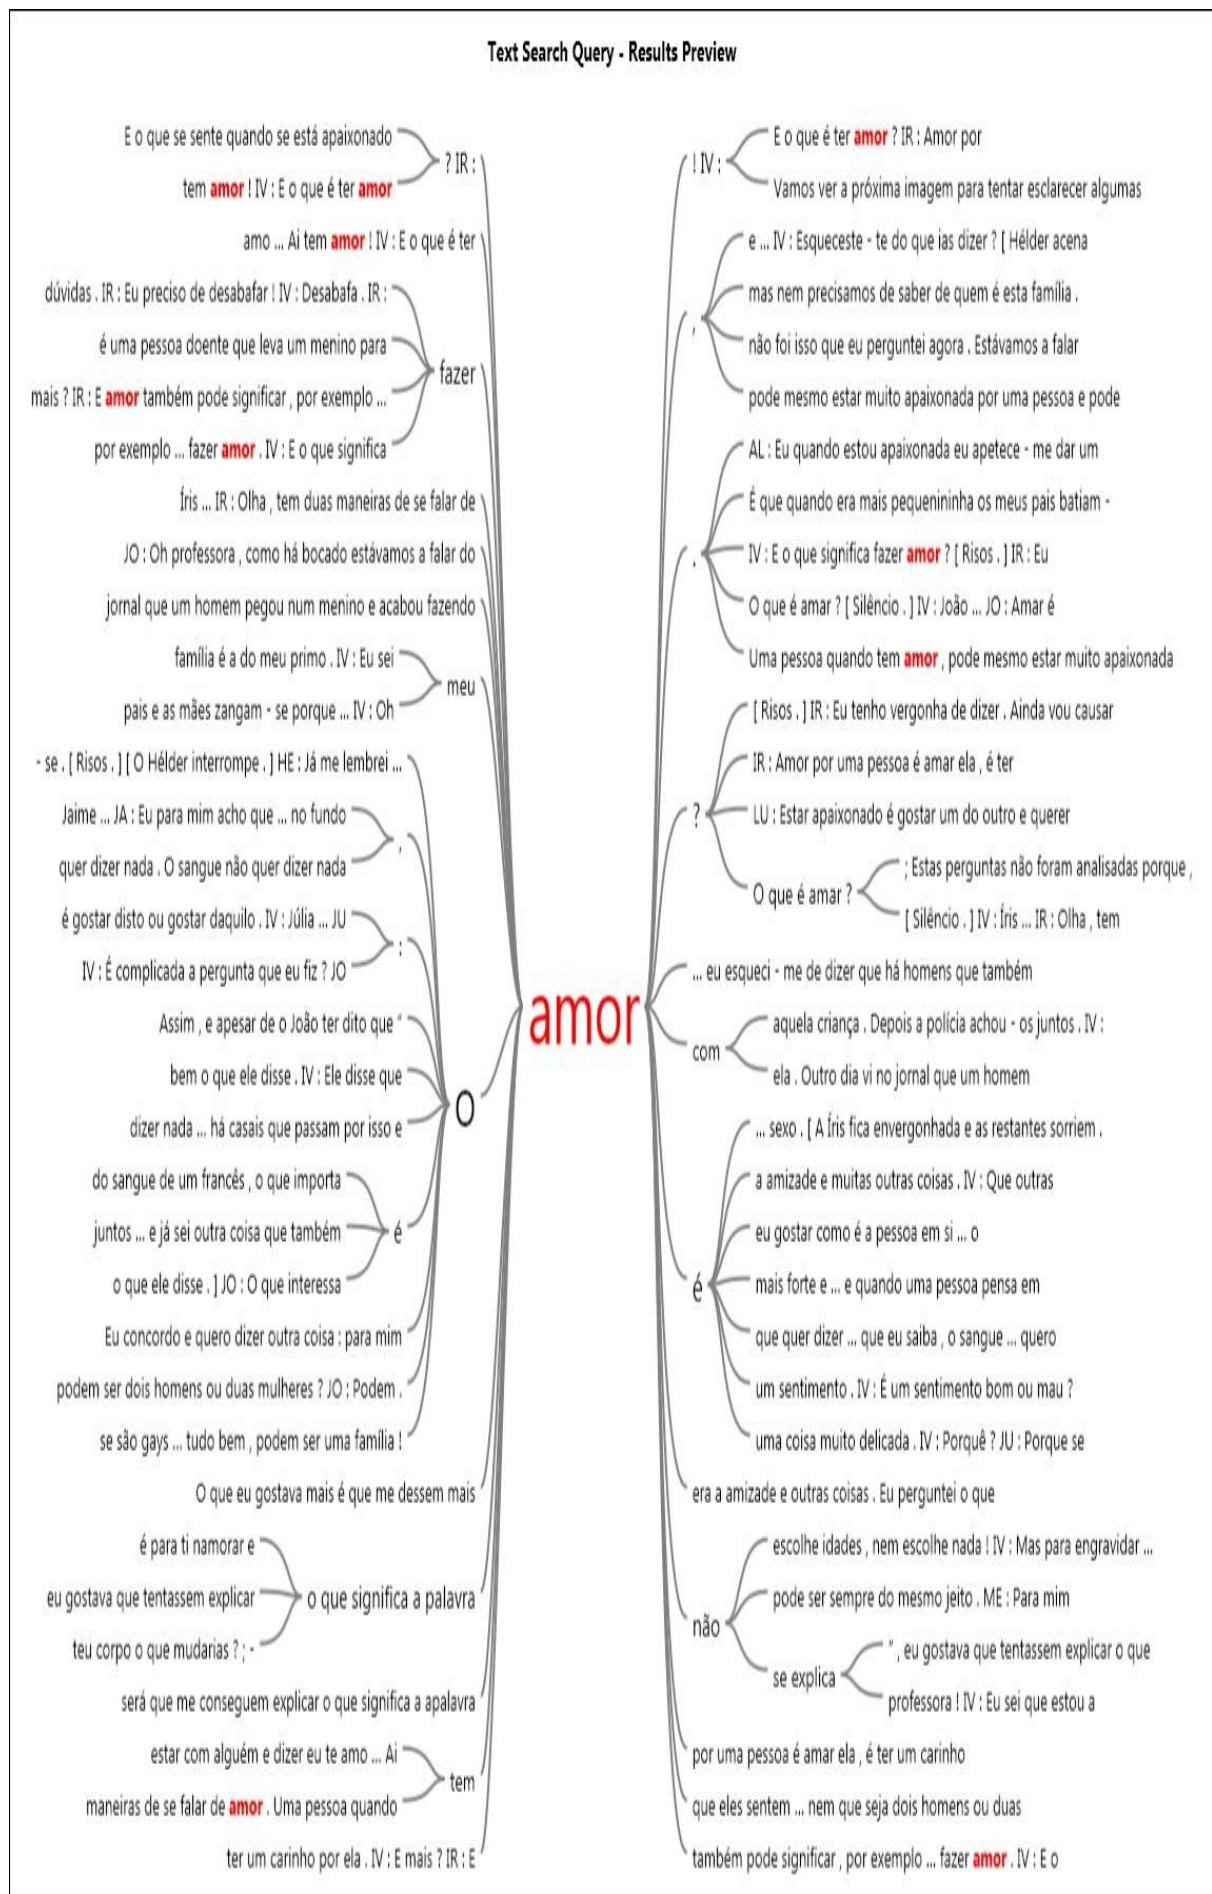 Text Search Query - Results Preview
E o que se sente quando se está apaixonado
tem amor ! IV : E o que é ter amor
? IR :
amo ... Ai tem amor ! IV : E o que é ter
dúvidas . IR : Eu preciso de desabafar ! IV : Desabafa . IR :
é uma pessoa doente que leva um menino para
mais ? IR : E amor também pode significar , por exemplo ...
por exemplo ... fazer amor . IV : E o que significa
fazer
Íris ... IR : Olha , tem duas maneiras de se falar de
JO : Oh professora , como há bocado estávamos a falar do
jornal que um homem pegou num menino e acabou fazendo
família é a do meu primo . IV : Eu sei
pais e as mães zangam - se porque ... IV : Oh
meu
- se . [ Risos . ] [ O Hélder interrompe . ] HE : Já me lembrei ...
Jaime ... JA : Eu para mim acho que ... no fundo
quer dizer nada . O sangue não quer dizer nada
,
é gostar disto ou gostar daquilo . IV : Júlia ... JU
IV : É complicada a pergunta que eu fiz ? JO
:
Assim , e apesar de o João ter dito que "
bem o que ele disse . IV : Ele disse que
dizer nada ... há casais que passam por isso e
do sangue de um francês , o que importa
juntos ... e já sei outra coisa que também
o que ele disse . ] JO : O que interessa
é
Eu concordo e quero dizer outra coisa : para mim
podem ser dois homens ou duas mulheres ? JO : Podem .
se são gays ... tudo bem , podem ser uma família !
O
O que eu gostava mais é que me dessem mais
é para ti namorar e
eu gostava que tentassem explicar
teu corpo o que mudarias ? ; -
o que significa a palavra
será que me conseguem explicar o que significa a apalavra
estar com alguém e dizer eu te amo ... Ai
maneiras de se falar de amor . Uma pessoa quando
tem
ter um carinho por ela . IV : E mais ? IR : E
amor
! IV :
E o que é ter amor ? IR : Amor por
Vamos ver a próxima imagem para tentar esclarecer algumas
,
e ... IV : Esqueceste - te do que ias dizer ? [ Hélder acena
mas nem precisamos de saber de quem é esta família .
não foi isso que eu perguntei agora . Estávamos a falar
pode mesmo estar muito apaixonada por uma pessoa e pode
.
AL : Eu quando estou apaixonada eu apetece - me dar um
É que quando era mais pequenininha os meus pais batiam -
IV : E o que significa fazer amor ? [ Risos . ] IR : Eu
O que é amar ? [ Silêncio . ] IV : João ... JO : Amar é
Uma pessoa quando tem amor , pode mesmo estar muito apaixonada
?
[ Risos . ] IR : Eu tenho vergonha de dizer . Ainda vou causar
IR : Amor por uma pessoa é amar ela , é ter
LU : Estar apaixonado é gostar um do outro e querer
O que é amar ?
; Estas perguntas não foram analisadas porque ,
[ Silêncio . ] IV : Íris ... IR : Olha , tem
... eu esqueci - me de dizer que há homens que também
com
aquela criança . Depois a polícia achou - os juntos . IV :
ela . Outro dia vi no jornal que um homem
é
... sexo . [ A Íris fica envergonhada e as restantes sorriem .
a amizade e muitas outras coisas . IV : Que outras
eu gostar como é a pessoa em si ... o
mais forte e ... e quando uma pessoa pensa em
que quer dizer ... que eu saiba , o sangue ... quero
um sentimento . IV : É um sentimento bom ou mau ?
uma coisa muito delicada . IV : Porquê ? JU : Porque se
era a amizade e outras coisas . Eu perguntei o que
não
escolhe idades , nem escolhe nada ! IV : Mas para engravidar ...
pode ser sempre do mesmo jeito . ME : Para mim
se explica
" , eu gostava que tentassem explicar o que
professora ! IV : Eu sei que estou a
por uma pessoa é amar ela , é ter um carinho
que eles sentem ... nem que seja dois homens ou duas
também pode significar , por exemplo ... fazer amor . IV : E o